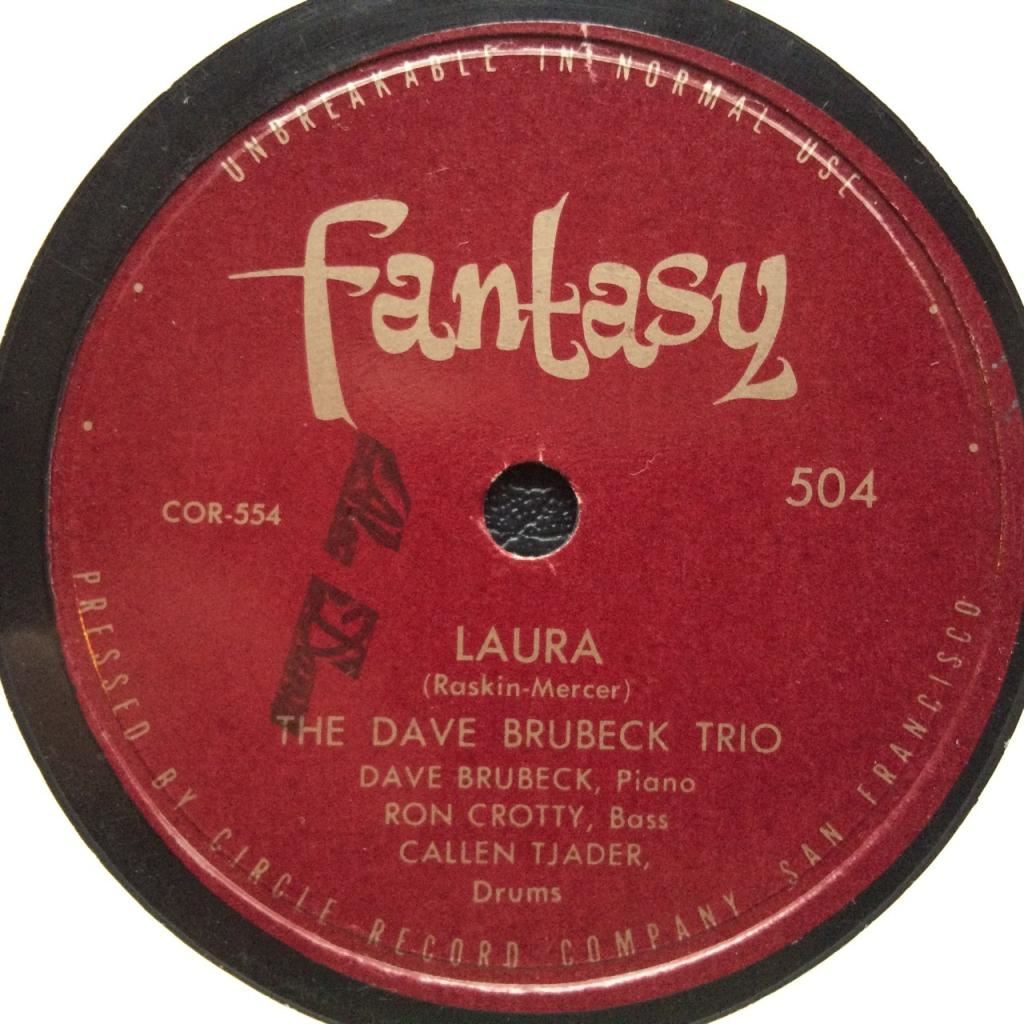 UNBREAKABLE IN NORMAL USE
fantasy
COR-554
504
LAURA
(Raskin-Mercer)
THE DAVE BRUBECK TRIO
DAVE BRUBECK, Piano
RON CROTTY, Bass
CALLEN TJADER,
Drums
PRESSED BY CIRCLE RECORD COMPANY SAN FRANCISCO